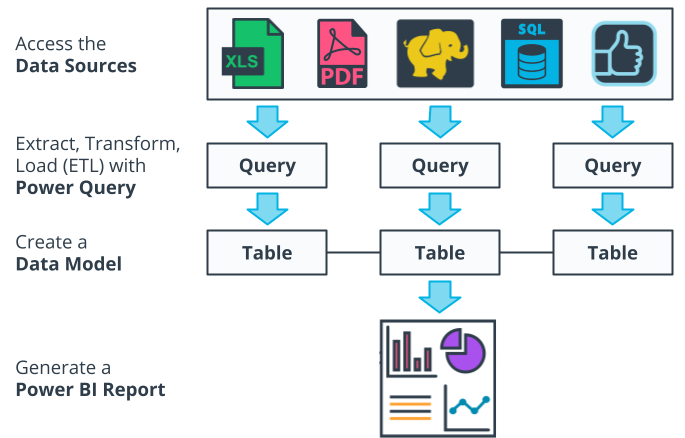 Access the
Data Sources
XLS
PDF
SQL
Extract, Transform,
Load (ETL) with
Power Query
Query
Query
Query
Create a
Data Model
Table
Table
Table
Generate a
Power BI Report